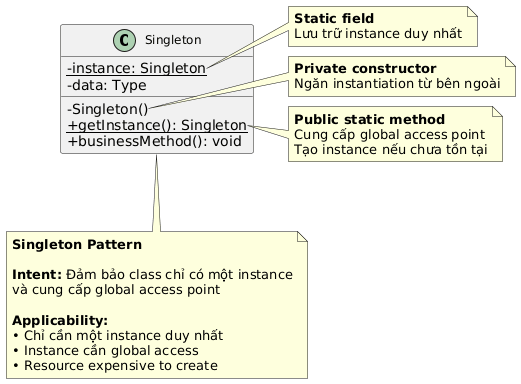 C Singleton
-instance: Singleton
-data: Type
-Singleton()
+getInstance(): Singleton
+businessMethod(): void
Static field
Lưu trữ instance duy nhất
Private constructor
Ngăn instantiation từ bên ngoài
Public static method
Cung cấp global access point
Tạo instance nếu chưa tồn tại
Singleton Pattern
Intent: Đảm bảo class chỉ có một instance
và cung cấp global access point
Applicability:
• Chỉ cần một instance duy nhất
• Instance cần global access
• Resource expensive to create